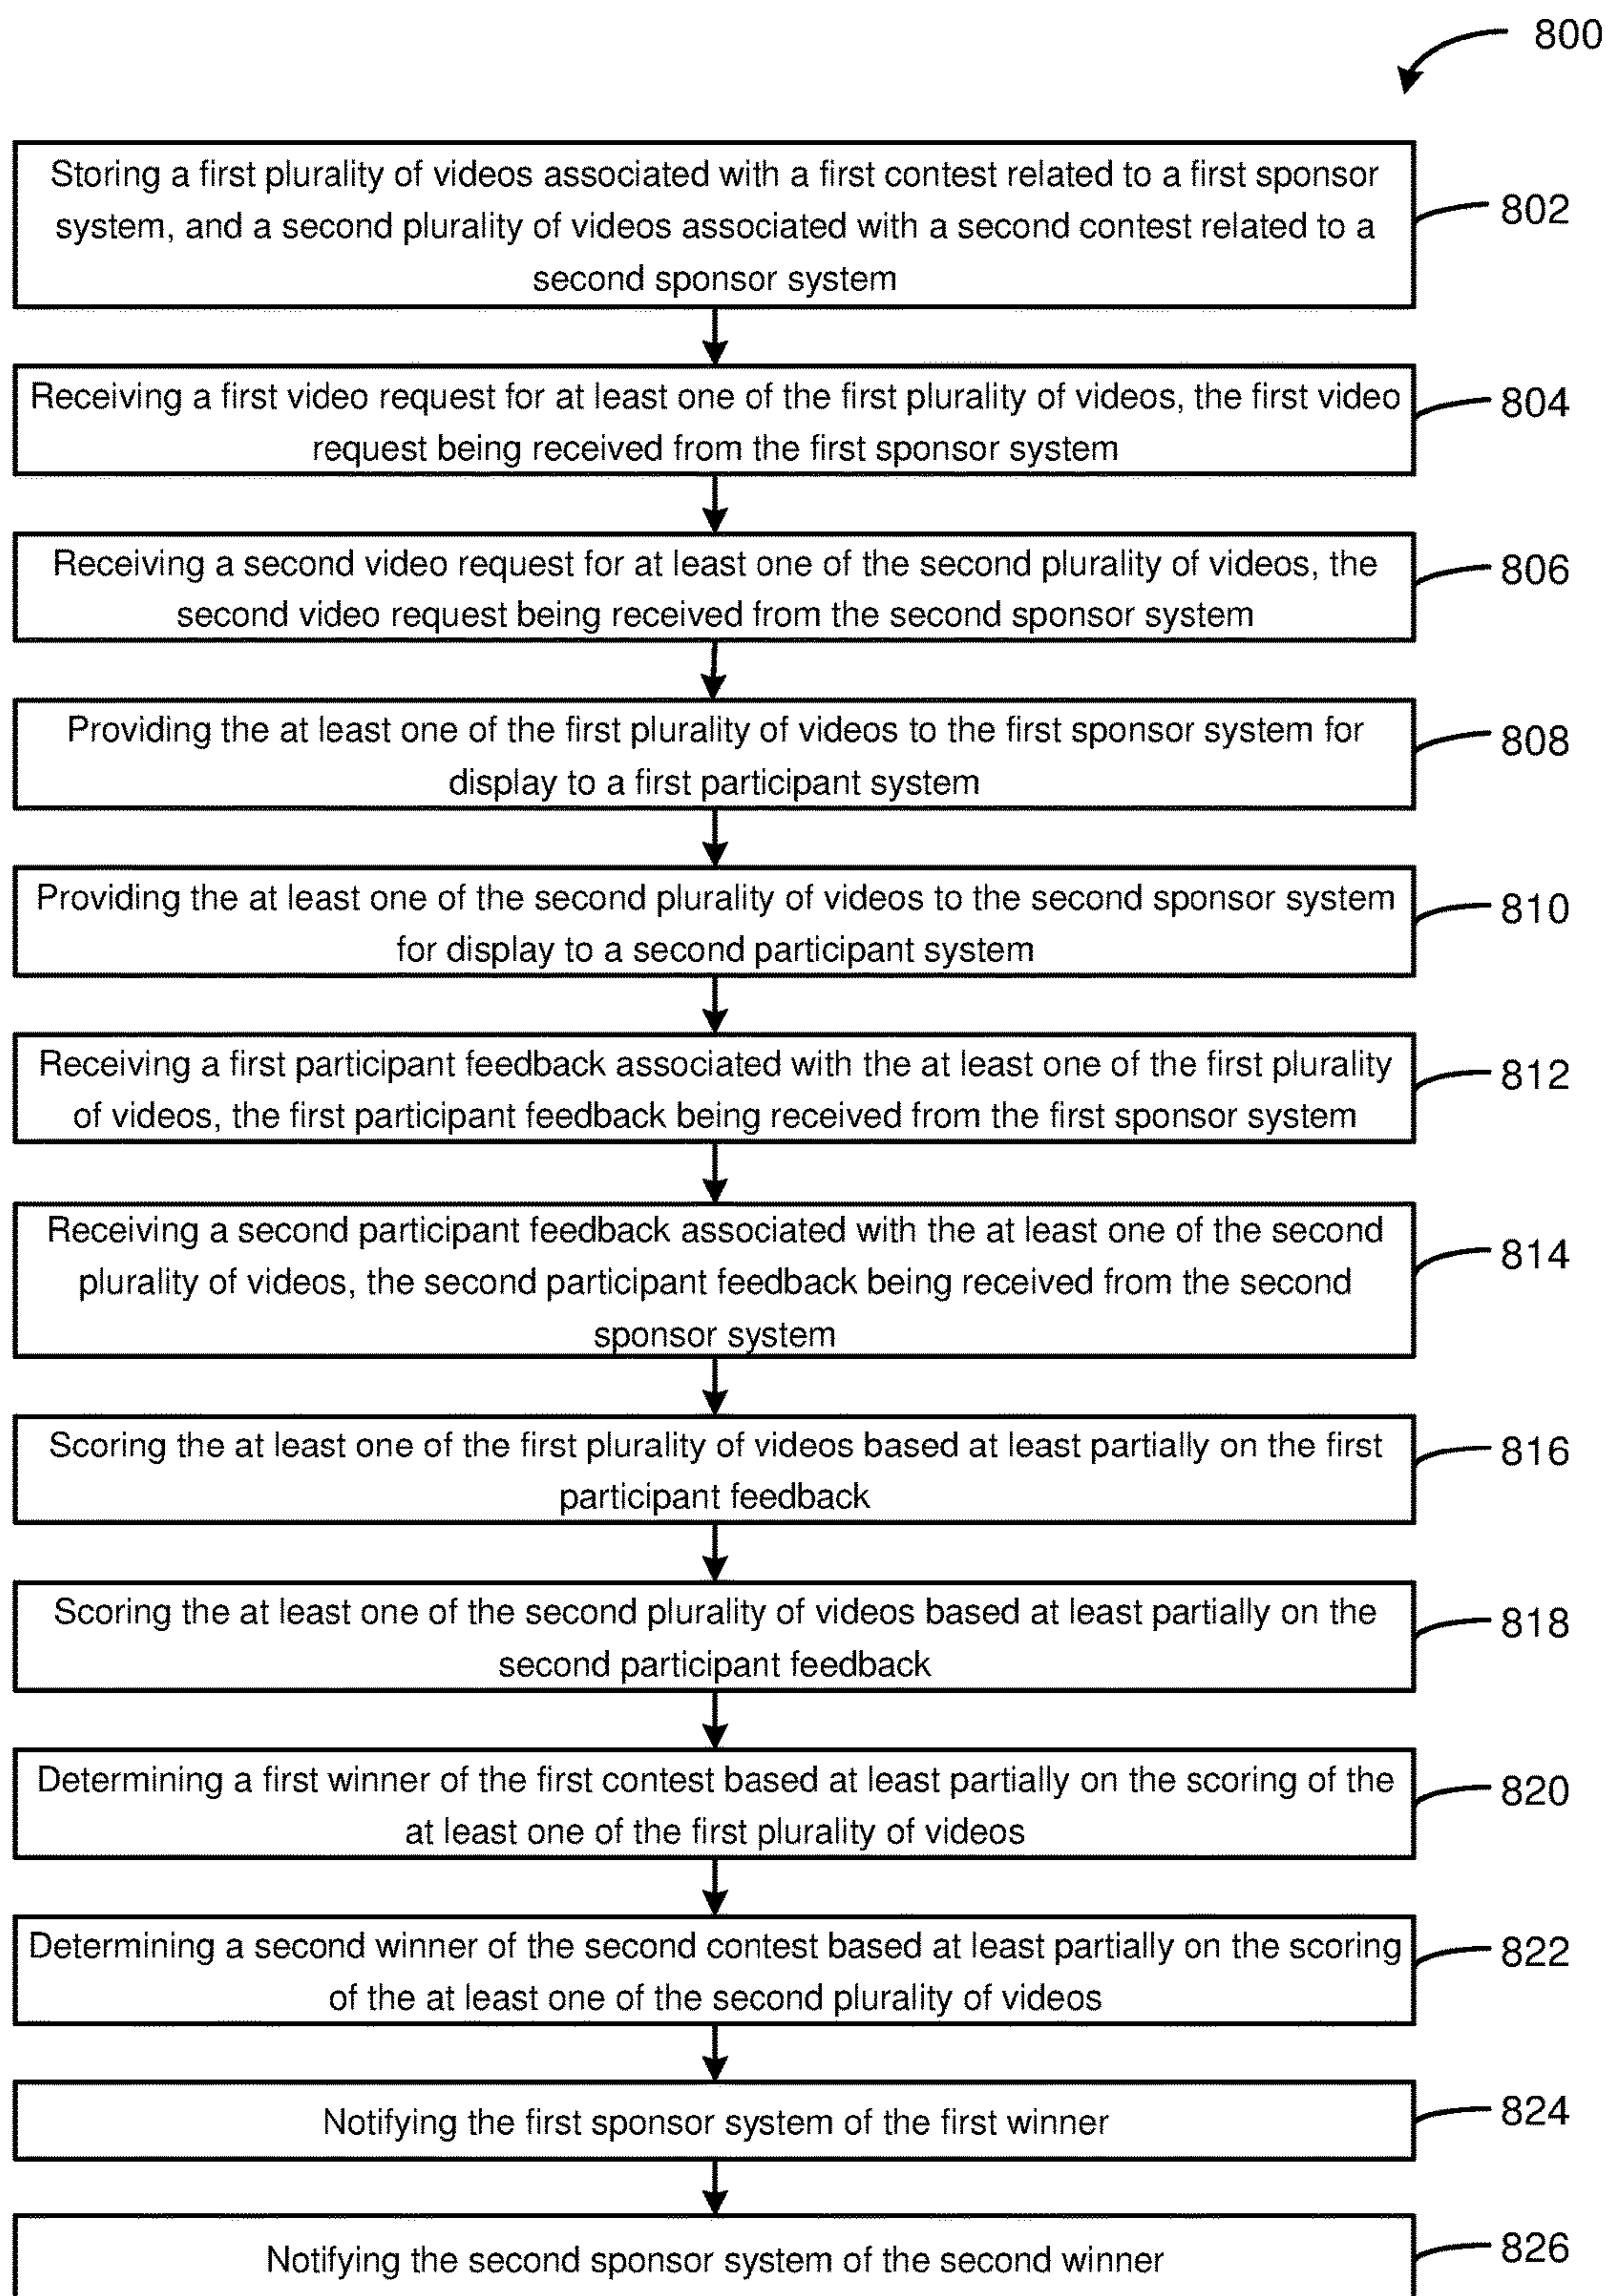 800
Storing a first plurality of videos associated with a first contest related to a first sponsor
system, and a second plurality of videos associated with a second contest related to a
second sponsor system
802
Receiving a first video request for at least one of the first plurality of videos, the first video
request being received from the first sponsor system
804
Receiving a second video request for at least one of the second plurality of videos, the
second video request being received from the second sponsor system
806
Providing the at least one of the first plurality of videos to the first sponsor system for
display to a first participant system
808
Providing the at least one of the second plurality of videos to the second sponsor system
for display to a second participant system
810
Receiving a first participant feedback associated with the at least one of the first plurality
of videos, the first participant feedback being received from the first sponsor system
812
Receiving a second participant feedback associated with the at least one of the second
plurality of videos, the second participant feedback being received from the second
sponsor system
814
Scoring the at least one of the first plurality of videos based at least partially on the first
participant feedback
816
Scoring the at least one of the second plurality of videos based at least partially on the
second participant feedback
818
Determining a first winner of the first contest based at least partially on the scoring of the
at least one of the first plurality of videos
820
Determining a second winner of the second contest based at least partially on the scoring
of the at least one of the second plurality of videos
822
Notifying the first sponsor system of the first winner
824
Notifying the second sponsor system of the second winner
826